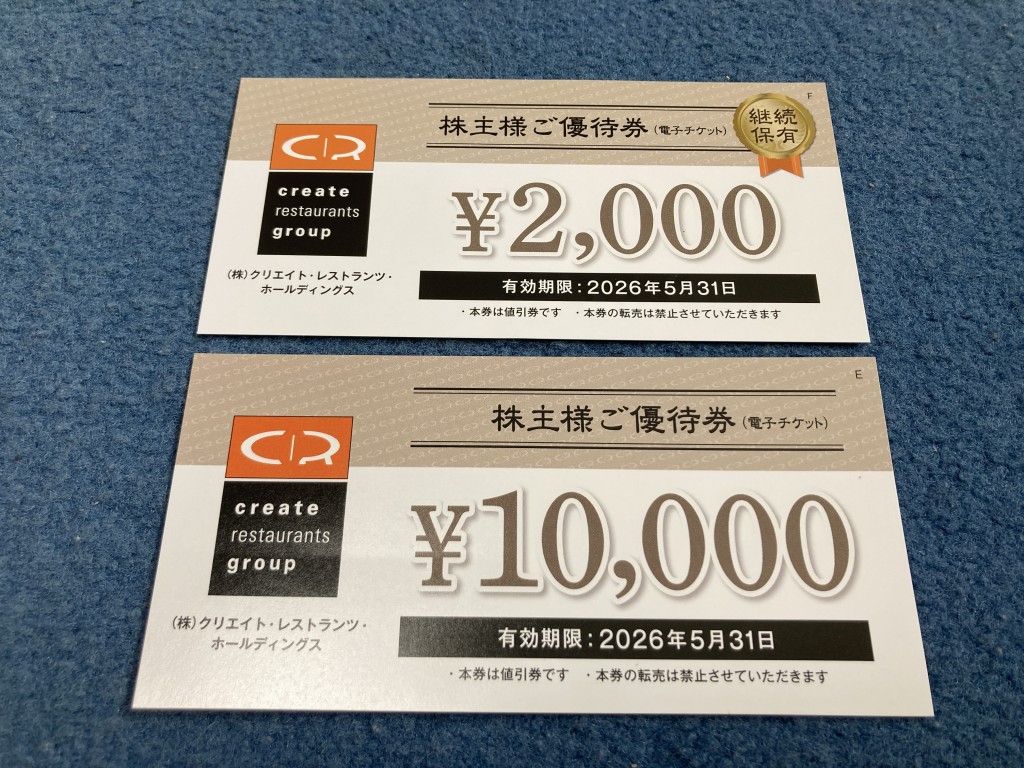 F
株主様ご優待券(電子チケット)
継続
保有
CR
create
restaurants
group
¥2,000
(株)クリエイト・レストランツ・
ホールディングス
有効期限:2026年5月31日
・本券は値引券です ・本券の転売は禁止させていただきます
E
株主様ご優待券(電子チケット)
CR
create
restaurants
group
¥10,000
(株)クリエイト・レストランツ・
ホールディングス
有効期限:2026年5月31日
・本券は値引券です ・本券の転売は禁止させていただきます